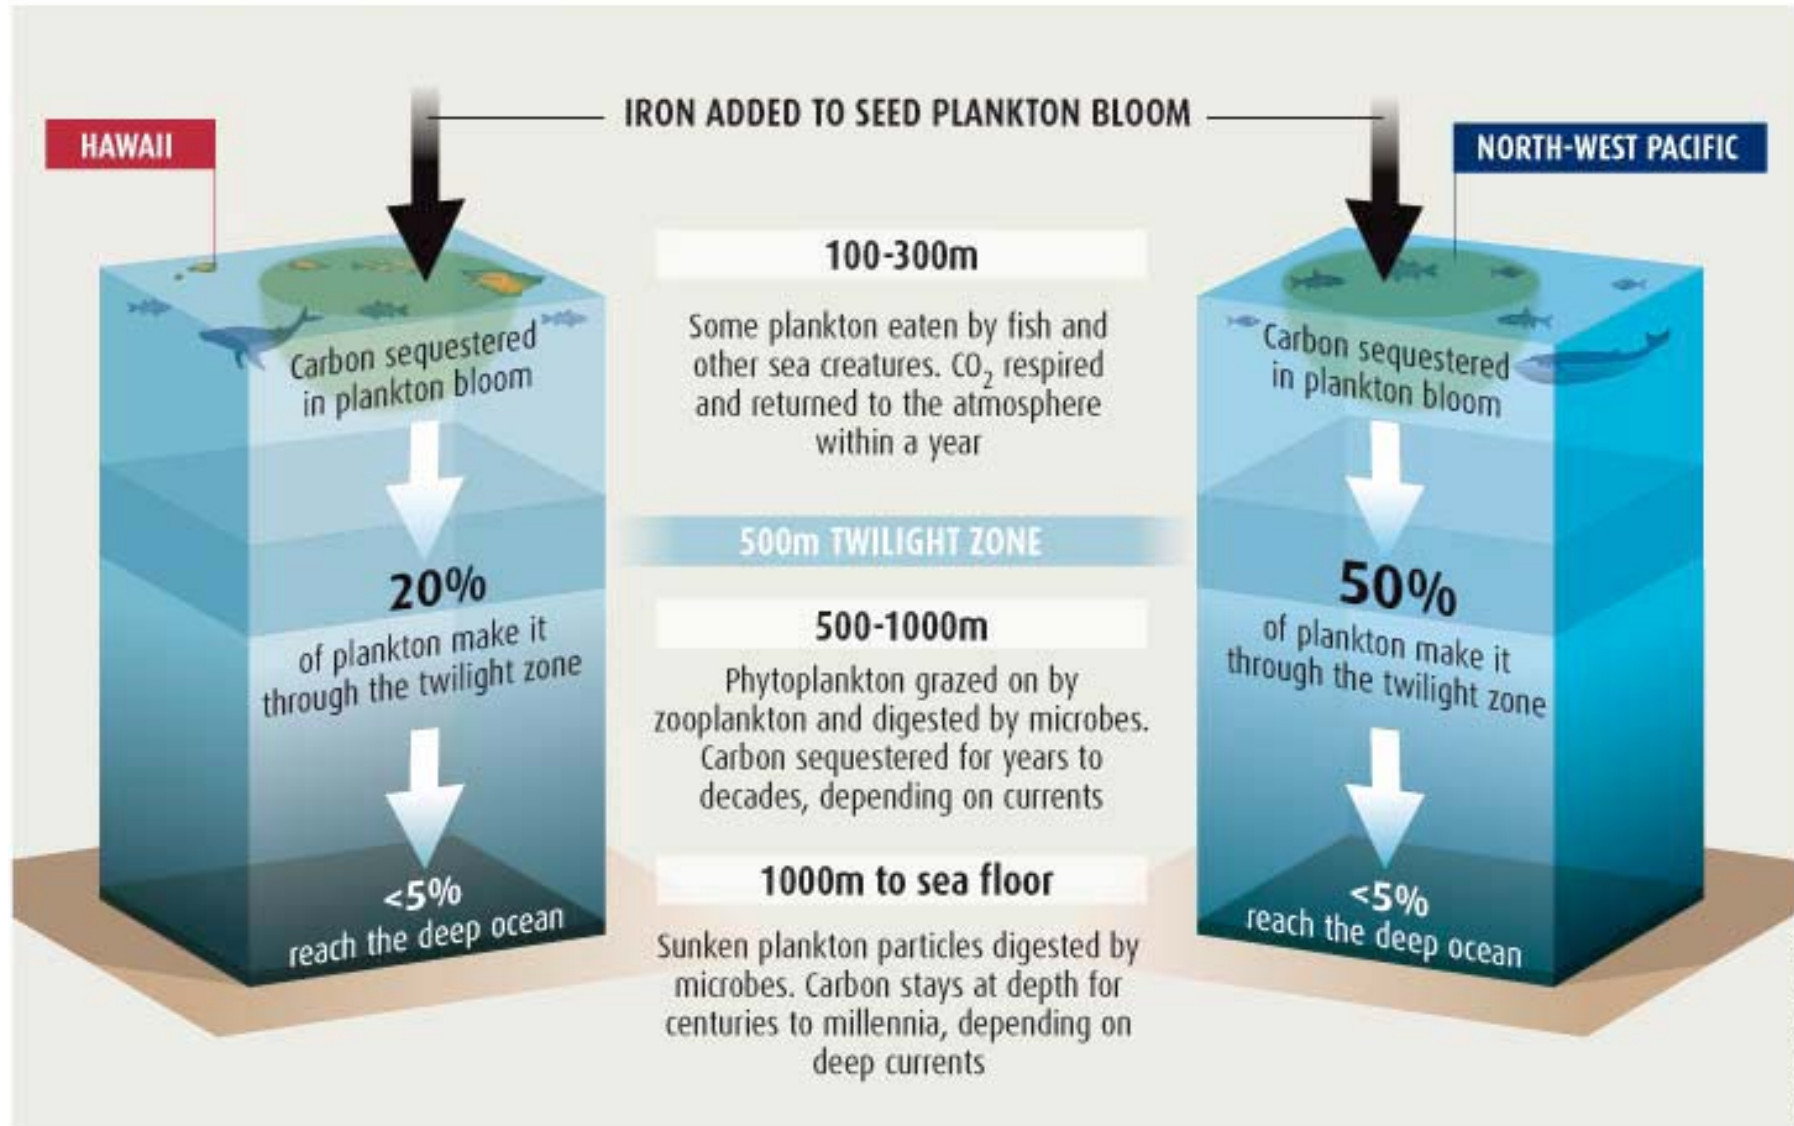 IRON ADDED TO SEED PLANKTON BLOOM
HAWAII
NORTH-WEST PACIFIC
Carbon sequestered
in plankton bloom
20%
of plankton make it
through the twilight zone
<5%
reach the deep ocean
100-300m
Some plankton eaten by fish and
other sea creatures. CO₂ respired
and returned to the atmosphere
within a year
500m TWILIGHT ZONE
500-1000m
Phytoplankton grazed on by
zooplankton and digested by microbes.
Carbon sequestered for years to
decades, depending on currents
1000m to sea floor
Sunken plankton particles digested by
microbes. Carbon stays at depth for
centuries to millennia, depending on
deep currents
Carbon sequestered
in plankton bloom
50%
of plankton make it
through the twilight zone
<5%
reach the deep ocean